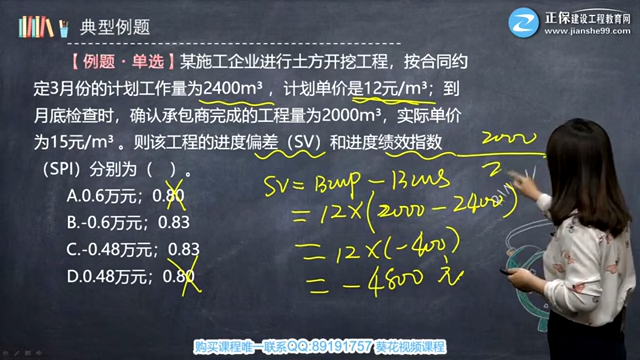 典型例题
正保建设工程教育网
www.jianshe99.com
【例题·单选】某施工企业进行土方开挖工程，按合同约
定3月份的计划工作量为2400m³，计划单价是12元/m³；到
月底检查时，确认承包商完成的工程量为2000m³，实际单价
为15元/m³。则该工程的进度偏差（SV）和进度绩效指数
（SPI）分别为（ ）。
2000
2
A.0.6万元；0.80
B.-0.6万元；0.83
C.-0.48万元；0.83
D.0.48万元；0.80
SV=Bcwp-Bcws
=12×(2000-2400)
=12×(-400)
=-4800元
购买课程唯一联系QQ:89191757 葵花视频课程